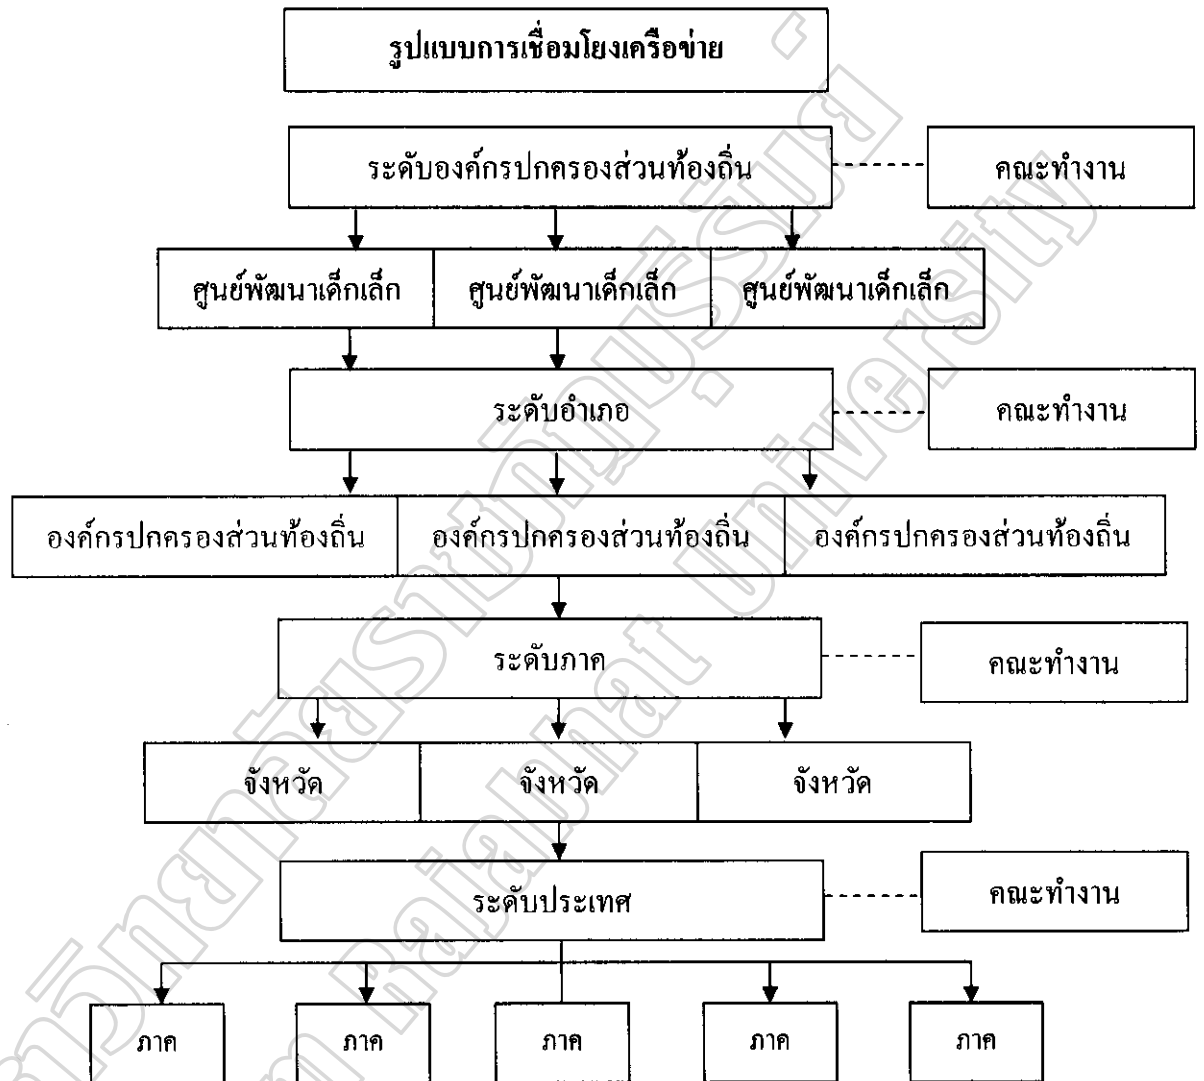 รูปแบบการเชื่อมโยงเครือข่าย
ระดับองค์กรปกครองส่วนท้องถิ่น คณะทำงาน
ศูนย์พัฒนาเด็กเล็ก ศูนย์พัฒนาเด็กเล็ก ศูนย์พัฒนาเด็กเล็ก
ระดับอำเภอ คณะทำงาน
องค์กรปกครองส่วนท้องถิ่น องค์กรปกครองส่วนท้องถิ่น องค์กรปกครองส่วนท้องถิ่น
ระดับภาค คณะทำงาน
จังหวัด จังหวัด จังหวัด
ระดับประเทศ คณะทำงาน
ภาค ภาค ภาค ภาค ภาค
Rajabhat University